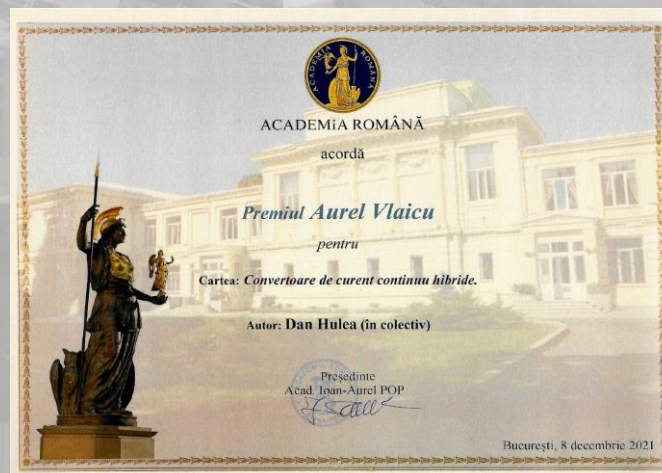 ACADEMIA ROMÂNĂ
ACADEMiA ROMÂNĂ
acordă
Premiul Aurel Vlaicu
pentru
Cartea: Convertoare de curent continuu hibride.
Autor: Dan Hulea (în colectiv)
Președinte
Acad. Ioan-Aurel POP
București, 8 decembrie 2021